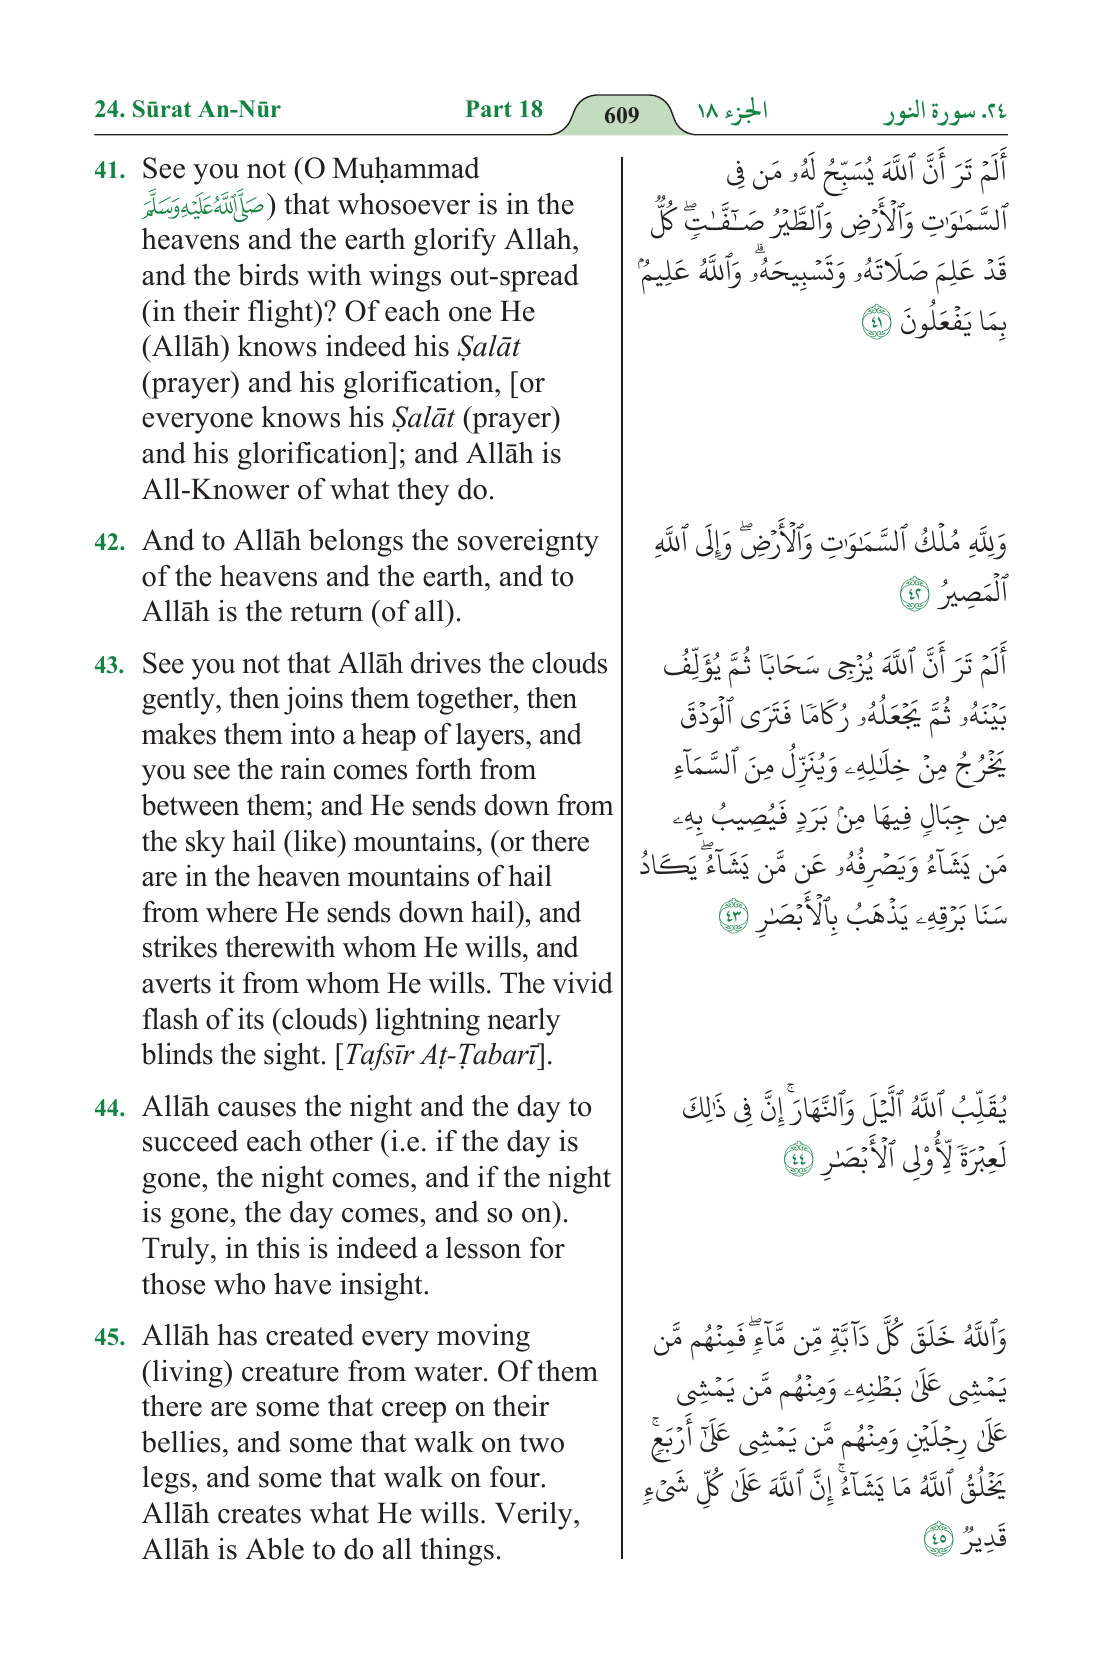 24. Sūrat An-Nūr Part 18 609 الجزء ١٨ ٢٤. سورة النور
41. See you not (O Muḥammad
ﷺ) that whosoever is in the
heavens and the earth glorify Allah,
and the birds with wings out-spread
(in their flight)? Of each one He
(Allāh) knows indeed his Ṣalāt
(prayer) and his glorification, [or
everyone knows his Ṣalāt (prayer)
and his glorification]; and Allāh is
All-Knower of what they do.
42. And to Allāh belongs the sovereignty
of the heavens and the earth, and to
Allāh is the return (of all).
43. See you not that Allāh drives the clouds
gently, then joins them together, then
makes them into a heap of layers, and
you see the rain comes forth from
between them; and He sends down from
the sky hail (like) mountains, (or there
are in the heaven mountains of hail
from where He sends down hail), and
strikes therewith whom He wills, and
averts it from whom He wills. The vivid
flash of its (clouds) lightning nearly
blinds the sight. [Tafsīr Aṭ-Ṭabarī].
44. Allāh causes the night and the day to
succeed each other (i.e. if the day is
gone, the night comes, and if the night
is gone, the day comes, and so on).
Truly, in this is indeed a lesson for
those who have insight.
45. Allāh has created every moving
(living) creature from water. Of them
there are some that creep on their
bellies, and some that walk on two
legs, and some that walk on four.
Allāh creates what He wills. Verily,
Allāh is Able to do all things.
أَلَمْ تَرَ أَنَّ ٱللَّهَ يُسَبِّحُ لَهُۥ مَن فِى
ٱلسَّمَٰوَٰتِ وَٱلْأَرْضِ وَٱلطَّيْرُ صَٰٓفَّٰتٍۖ كُلٌّ
قَدْ عَلِمَ صَلَاتَهُۥ وَتَسْبِيحَهُۥۗ وَٱللَّهُ عَلِيمٌۢ
بِمَا يَفْعَلُونَ ٤١
وَلِلَّهِ مُلْكُ ٱلسَّمَٰوَٰتِ وَٱلْأَرْضِۖ وَإِلَى ٱللَّهِ
ٱلْمَصِيرُ ٤٢
أَلَمْ تَرَ أَنَّ ٱللَّهَ يُزْجِى سَحَابًا ثُمَّ يُؤَلِّفُ
بَيْنَهُۥ ثُمَّ يَجْعَلُهُۥ رُكَامًا فَتَرَى ٱلْوَدْقَ
يَخْرُجُ مِنْ خِلَٰلِهِۦ وَيُنَزِّلُ مِنَ ٱلسَّمَآءِ
مِن جِبَالٍ فِيهَا مِنۢ بَرَدٍ فَيُصِيبُ بِهِۦ
مَن يَشَآءُ وَيَصْرِفُهُۥ عَن مَّن يَشَآءُۖ يَكَادُ
سَنَا بَرْقِهِۦ يَذْهَبُ بِٱلْأَبْصَٰرِ ٤٣
يُقَلِّبُ ٱللَّهُ ٱلَّيْلَ وَٱلنَّهَارَۚ إِنَّ فِى ذَٰلِكَ
لَعِبْرَةً لِّأُو۟لِى ٱلْأَبْصَٰرِ ٤٤
وَٱللَّهُ خَلَقَ كُلَّ دَآبَّةٍ مِّن مَّآءٍۖ فَمِنْهُم مَّن
يَمْشِى عَلَىٰ بَطْنِهِۦ وَمِنْهُم مَّن يَمْشِى
عَلَىٰ رِجْلَيْنِ وَمِنْهُم مَّن يَمْشِى عَلَىٰٓ أَرْبَعٍۚ
يَخْلُقُ ٱللَّهُ مَا يَشَآءُۚ إِنَّ ٱللَّهَ عَلَىٰ كُلِّ شَىْءٍ
قَدِيرٌ ٤٥